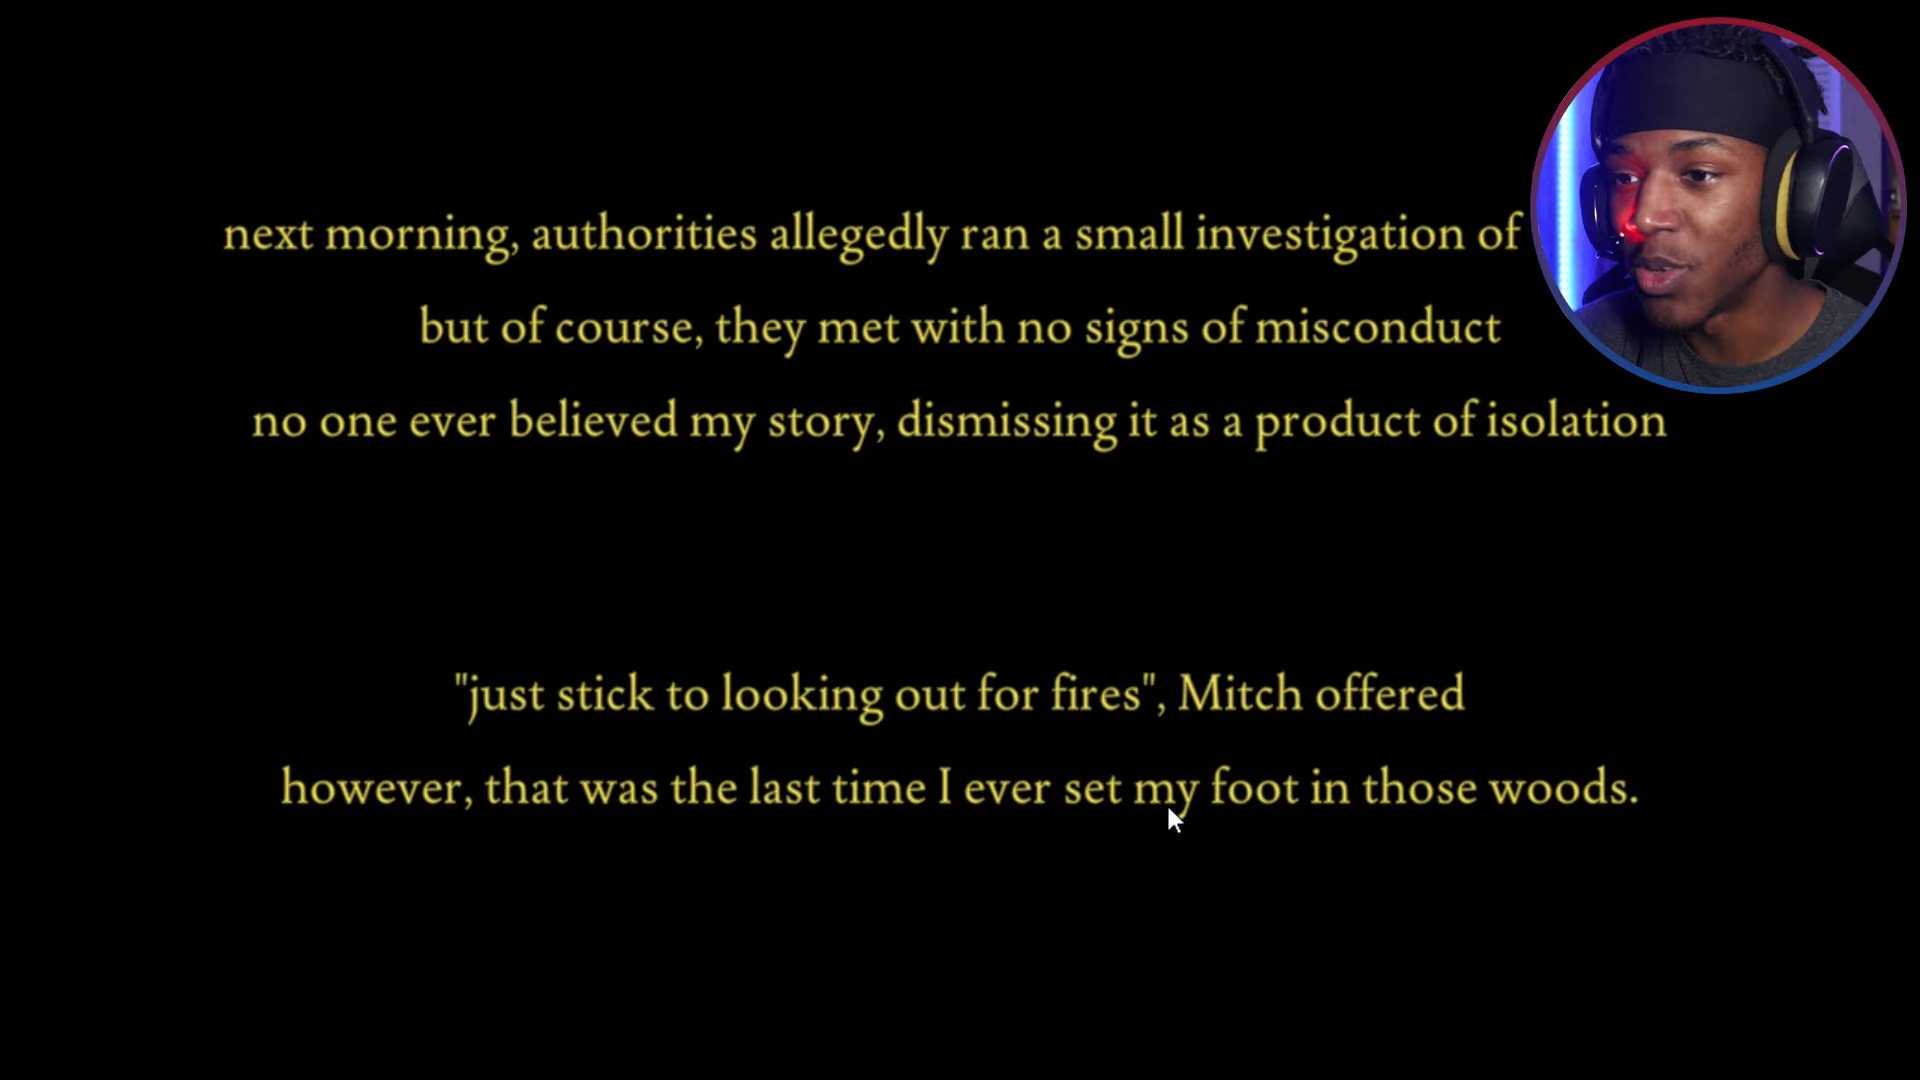 next morning, authorities allegedly ran a small investigation of
but of course, they met with no signs of misconduct
no one ever believed my story, dismissing it as a product of isolation
"just stick to looking out for fires", Mitch offered
however, that was the last time I ever set my foot in those woods.